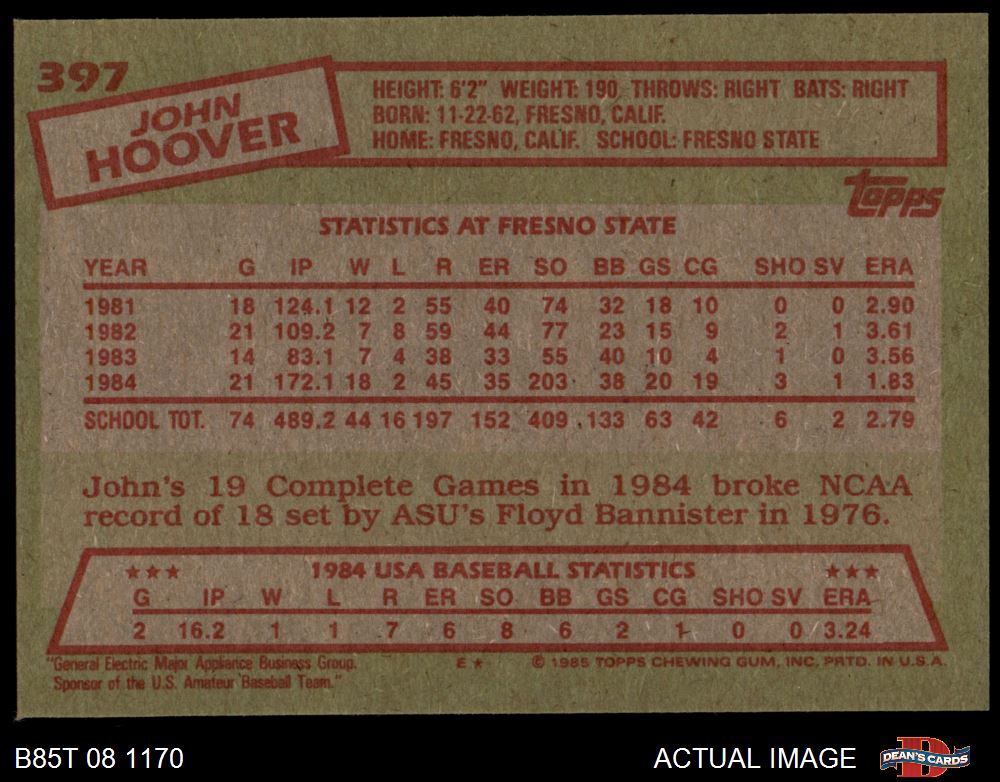 397
JOHN
HOOVER
HEIGHT: 6'2" WEIGHT: 190 THROWS: RIGHT BATS: RIGHT
BORN: 11-22-62, FRESNO, CALIF.
HOME: FRESNO, CALIF. SCHOOL: FRESNO STATE
topps
STATISTICS AT FRESNO STATE
YEAR G IP W L R ER SO BB GS CG SHO SV ERA
1981 18 124.1 12 2 55 40 74 32 18 10 0 0 2.90
1982 21 109.2 7 8 59 44 77 23 15 9 2 1 3.61
1983 14 83.1 7 4 38 33 55 40 10 4 1 0 3.56
1984 21 172.1 18 2 45 35 203 38 20 19 3 1 1.83
SCHOOL TOT. 74 489.2 44 16 197 152 409 133 63 42 6 2 2.79
John's 19 Complete Games in 1984 broke NCAA
record of 18 set by ASU's Floyd Bannister in 1976.
★★★ 1984 USA BASEBALL STATISTICS ★★★
G IP W L R ER SO BB GS CG SHO SV ERA
2 16.2 1 1 7 6 8 6 2 1 0 0 3.24
"General Electric Major Appliance Business Group. E★ © 1985 TOPPS CHEWING GUM, INC. PRTD. IN U.S.A.
Sponsor of the U.S. Amateur Baseball Team."
B85T 08 1170 ACTUAL IMAGE DEAN'S CARDS